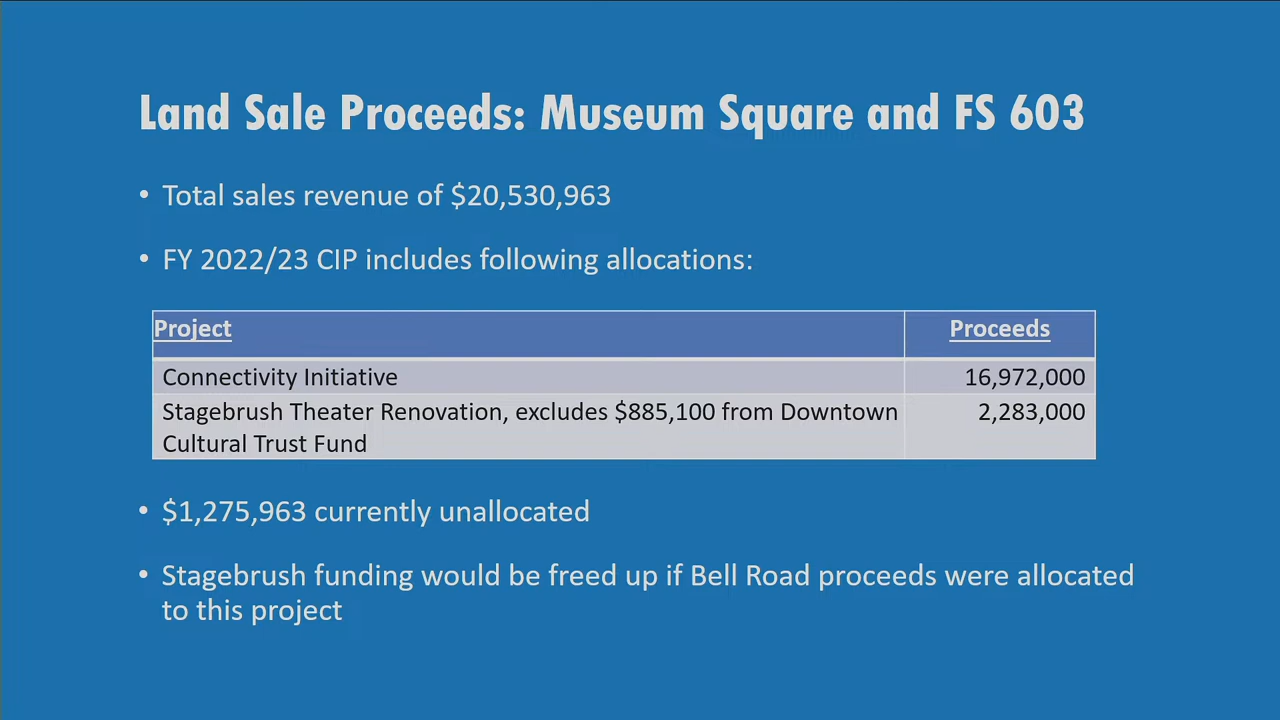 Land Sale Proceeds: Museum Square and FS 603
• Total sales revenue of $20,530,963
• FY 2022/23 CIP includes following allocations:
Project Proceeds
Connectivity Initiative 16,972,000
Stagebrush Theater Renovation, excludes $885,100 from Downtown 2,283,000
Cultural Trust Fund
• $1,275,963 currently unallocated
• Stagebrush funding would be freed up if Bell Road proceeds were allocated
to this project